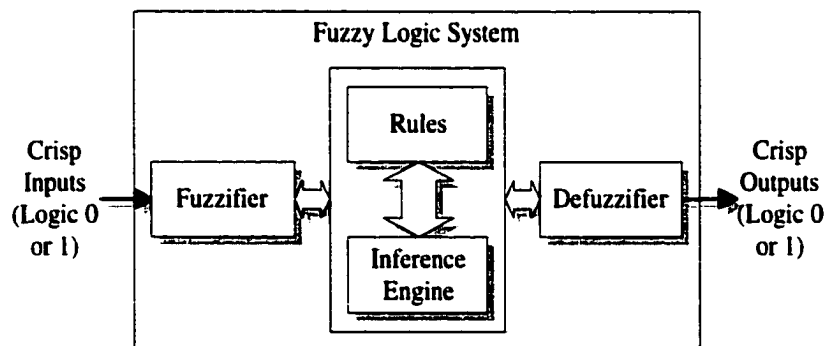 Fuzzy Logic System
Crisp
Inputs
(Logic 0
or 1)
Fuzzifier
Rules
Inference
Engine
Defuzzifier
Crisp
Outputs
(Logic 0
or 1)